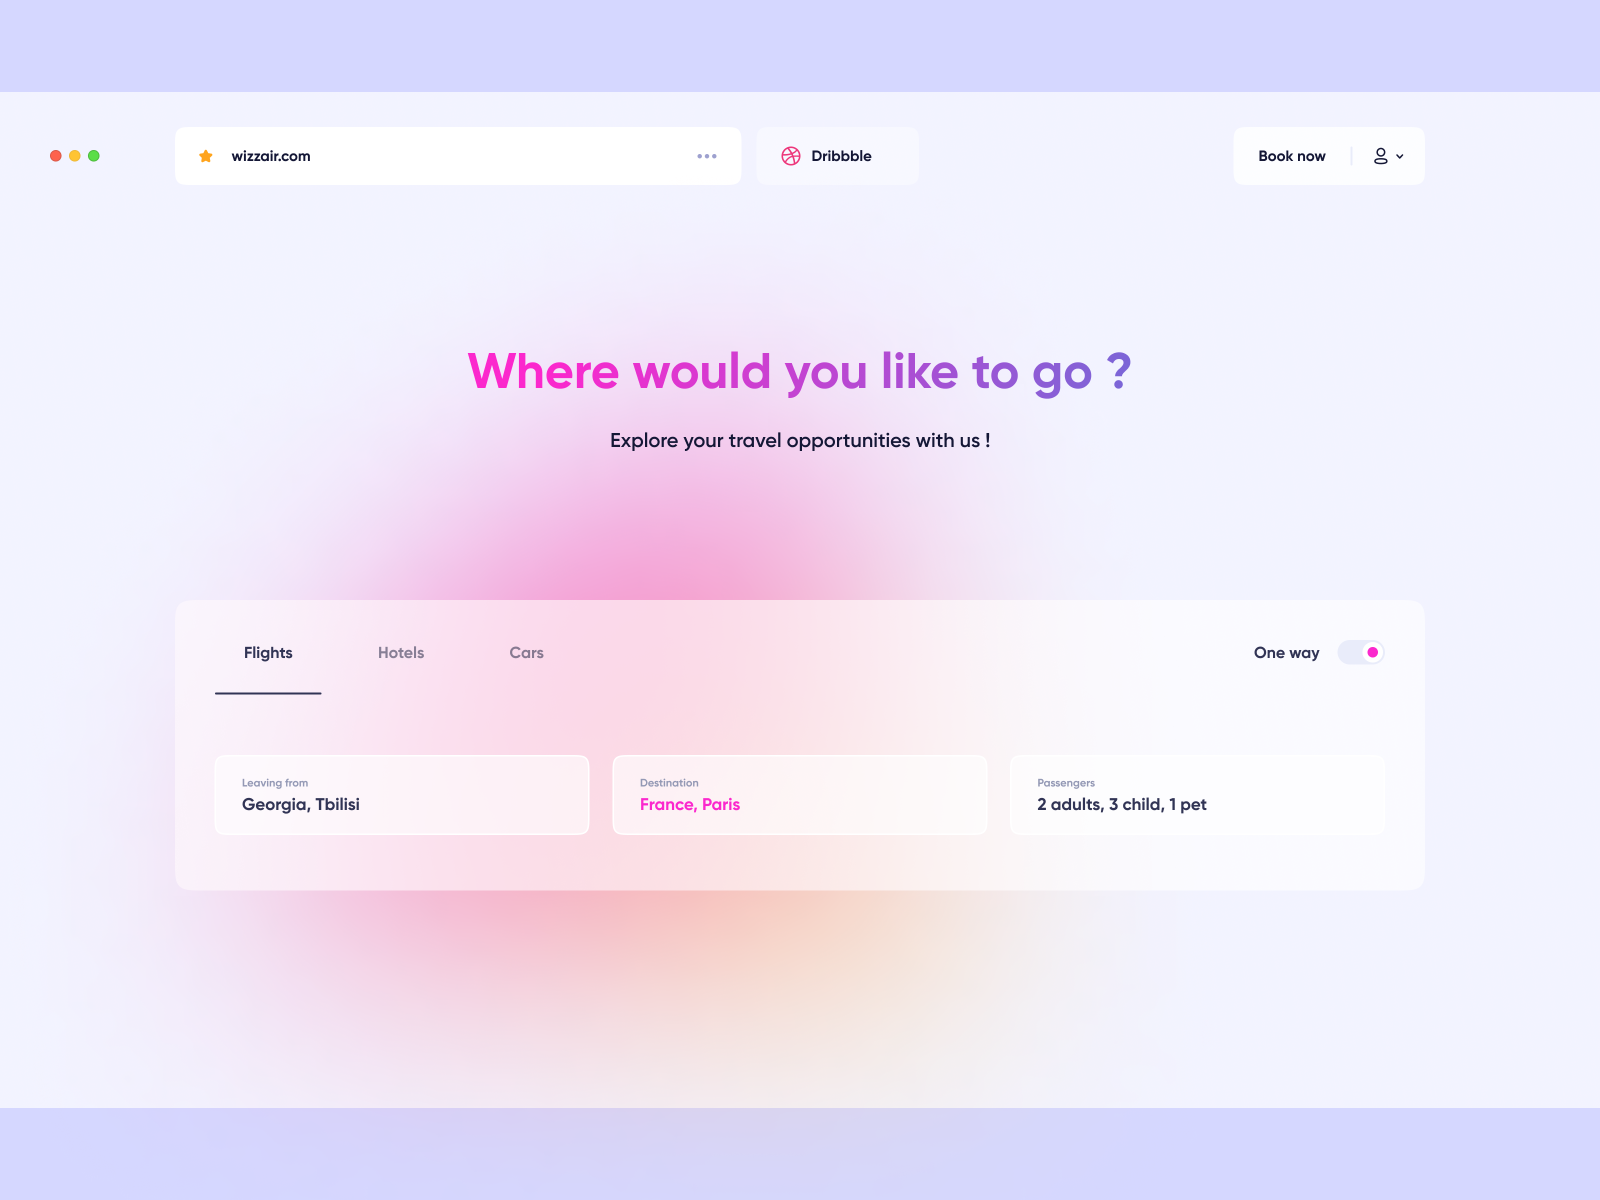 wizzair.com
Dribbble
Book now
Where would you like to go ?
Explore your travel opportunities with us !
Flights
Hotels
Cars
One way
Leaving from
Georgia, Tbilisi
Destination
France, Paris
Passengers
2 adults, 3 child, 1 pet